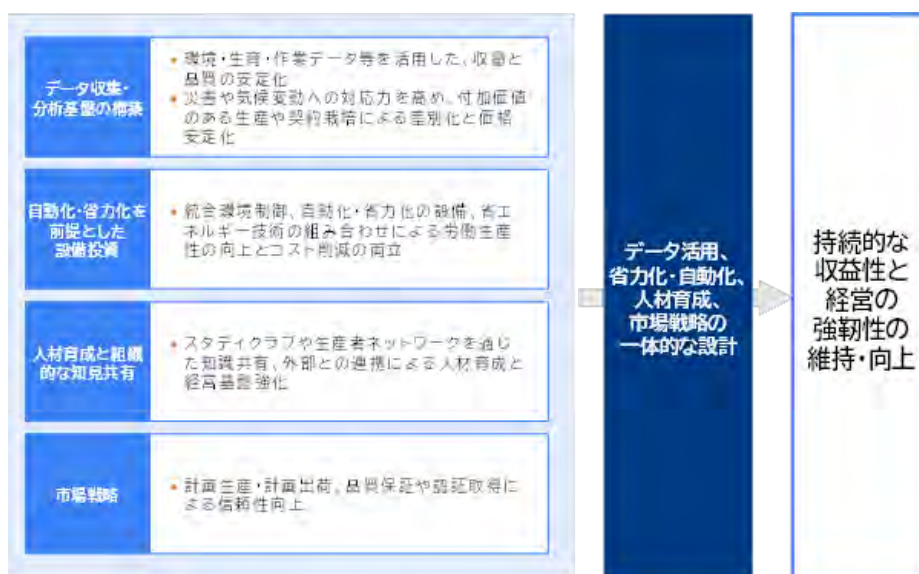 データ収集・
分析基盤の構築
• 環境・生育・作業データ等を活用した、収量と
品質の安定化
• 災害や気候変動への対応力を高め、付加価値
のある生産や契約栽培による差別化と価格
安定化
自動化・省力化を
前提とした
設備投資
• 統合環境制御、自動化・省力化の設備、省エ
ネルギー技術の組み合わせによる労働生産
性の向上とコスト削減の両立
人材育成と組織
的な知見共有
• スタディクラブや生産者ネットワークを通じ
た知識共有、外部との連携による人材育成と
経営基盤強化
市場戦略
• 計画生産・計画出荷、品質保証や認証取得に
よる信頼性向上
データ活用、
省力化・自動化、
人材育成、
市場戦略の
一体的な設計
持続的な
収益性と
経営の
強靭性の
維持・向上